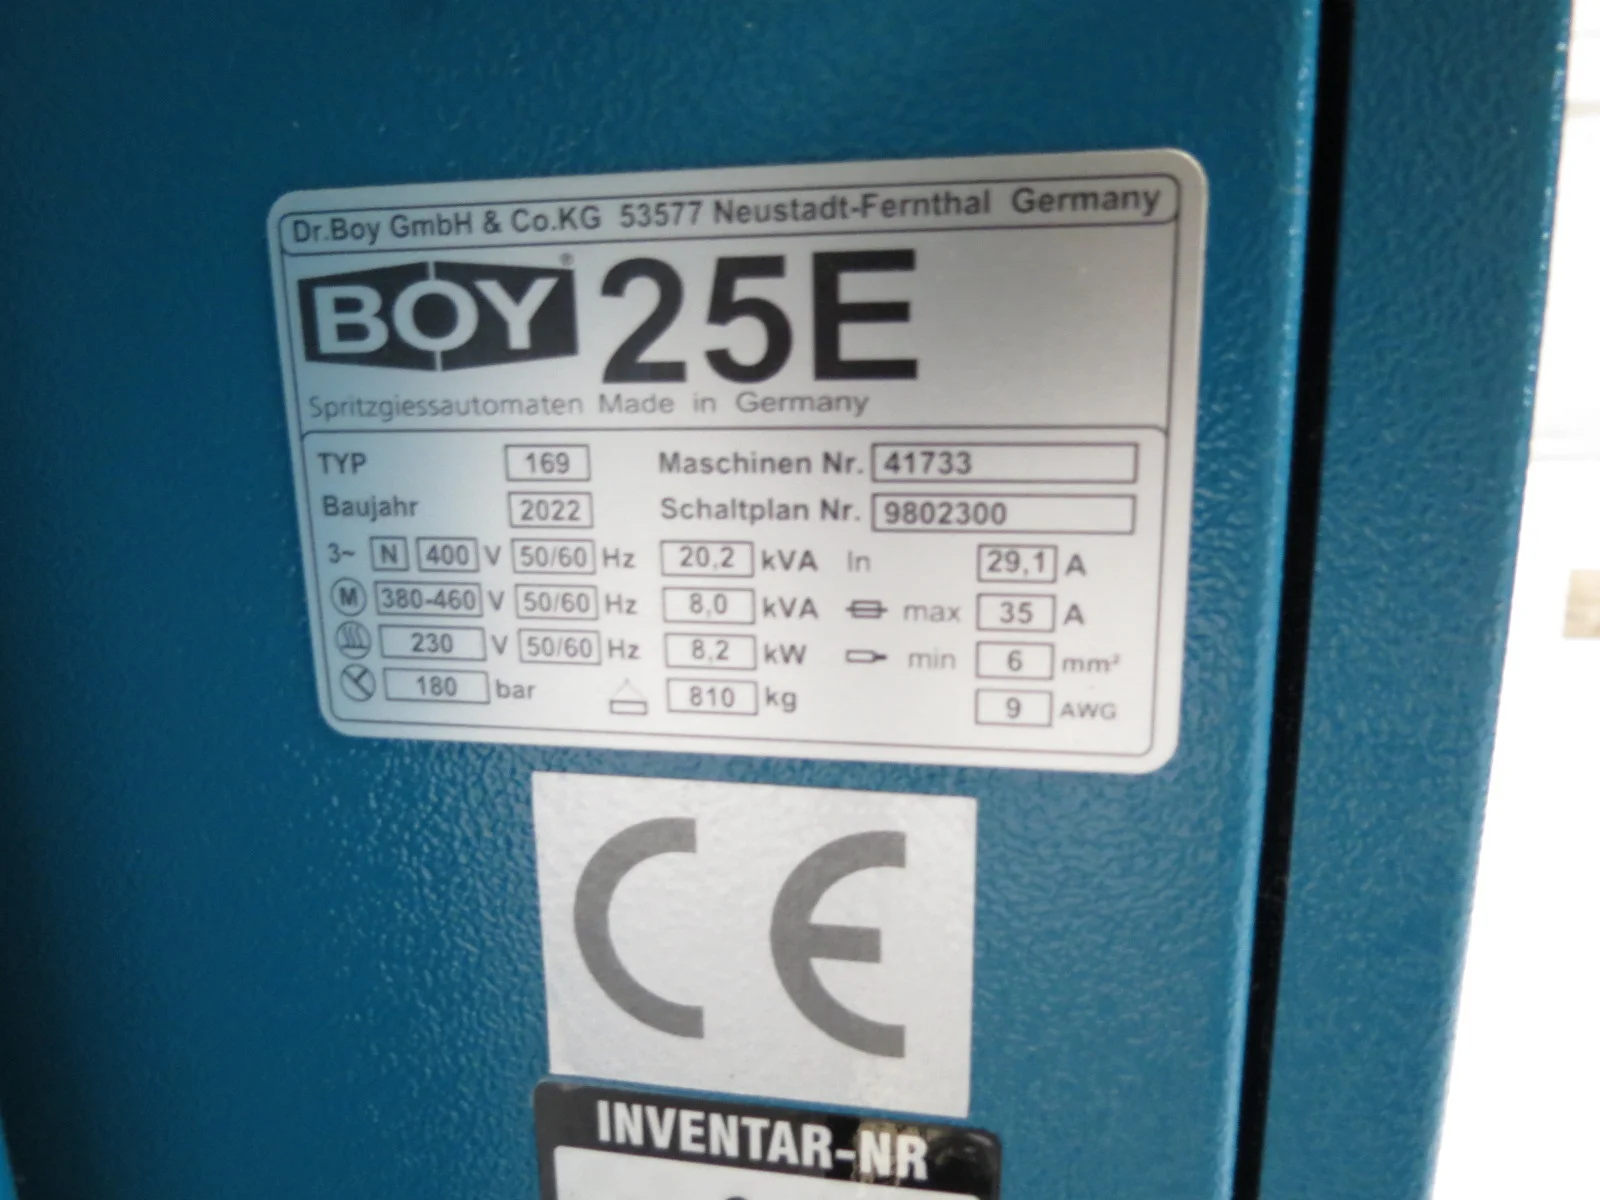 Dr.Boy GmbH & Co.KG 53577 Neustadt-Fernthal Germany
BOY® 25E
Spritzgiessautomaten Made in Germany
TYP 169 Maschinen Nr. 41733
Baujahr 2022 Schaltplan Nr. 9802300
3~ N 400 V 50/60 Hz 20,2 kVA In 29,1 A
M 380-460 V 50/60 Hz 8,0 kVA max 35 A
230 V 50/60 Hz 8,2 kW min 6 mm²
180 bar 810 kg 9 AWG
CE
INVENTAR-NR